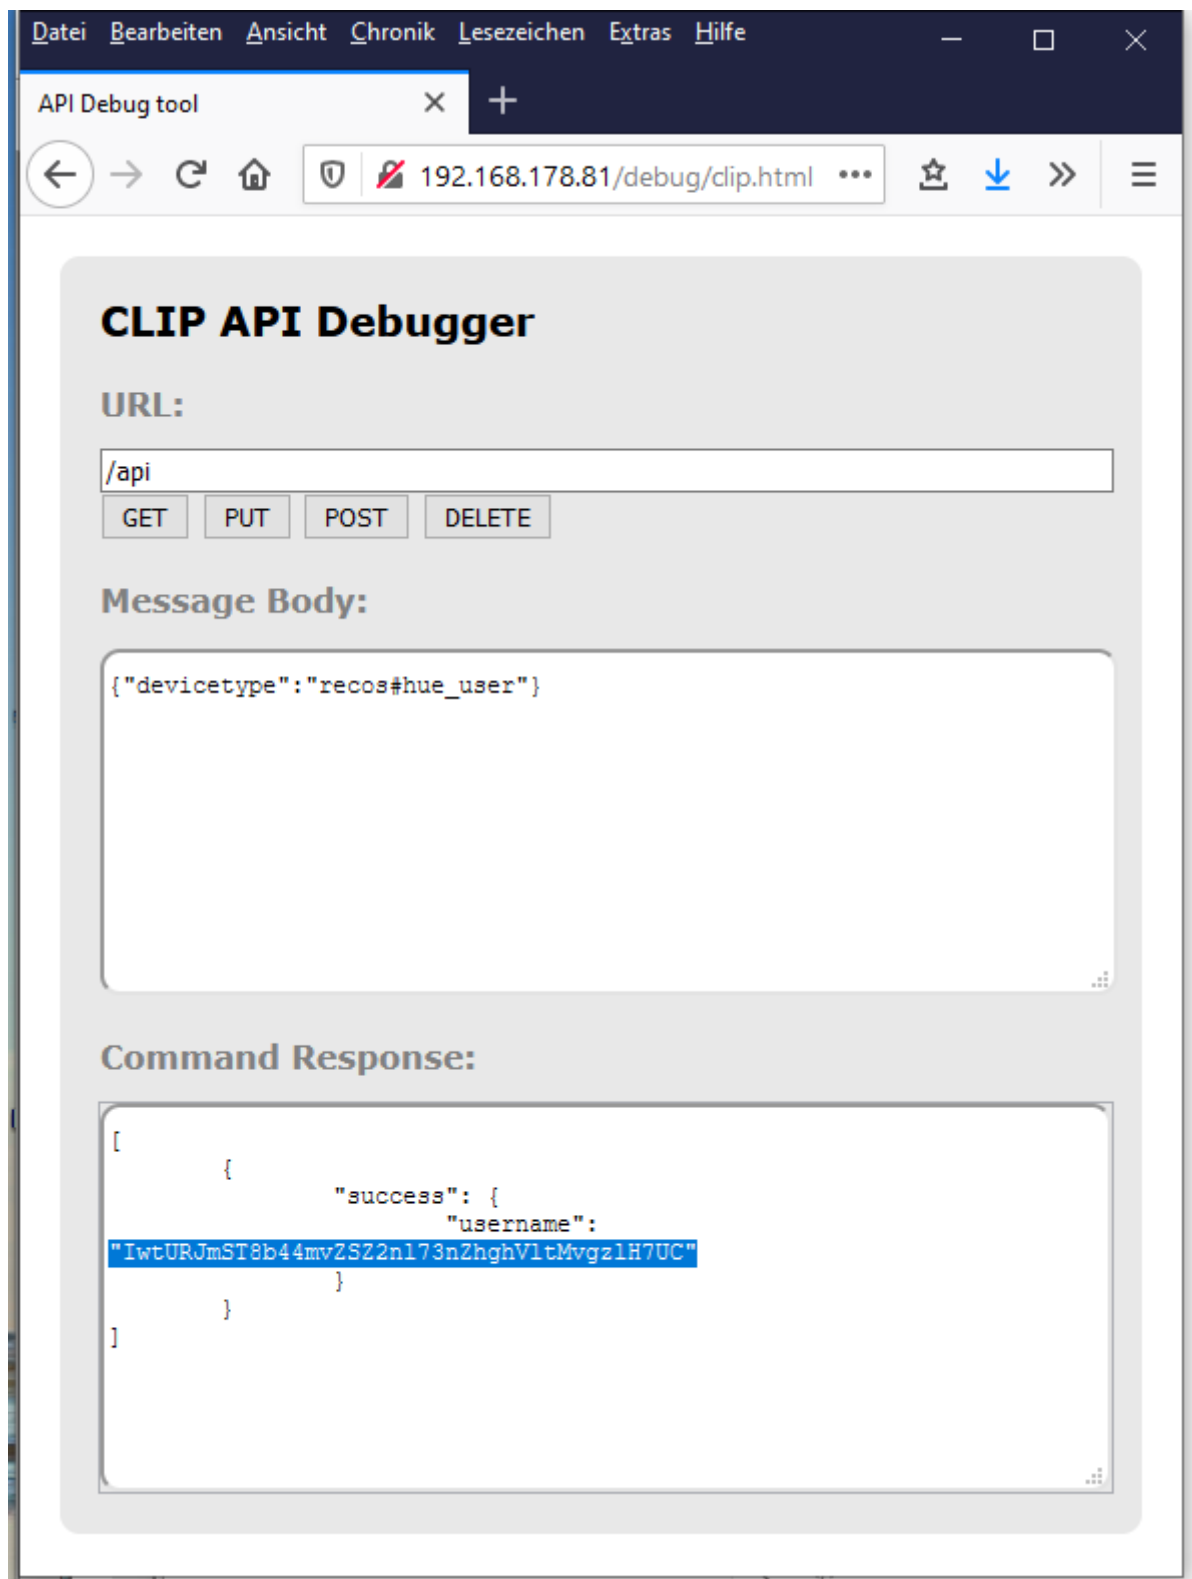 Datei Bearbeiten Ansicht Chronik Lesezeichen Extras Hilfe
API Debug tool
192.168.178.81/debug/clip.html
CLIP API Debugger
URL:
/api
GET PUT POST DELETE
Message Body:
{"devicetype":"recos#hue_user"}
Command Response:
[
{
"success": {
"username":
"IwtURJmST8b44mvZSZ2nl73nZhghVltMvgzlH7UC"
}
}
]